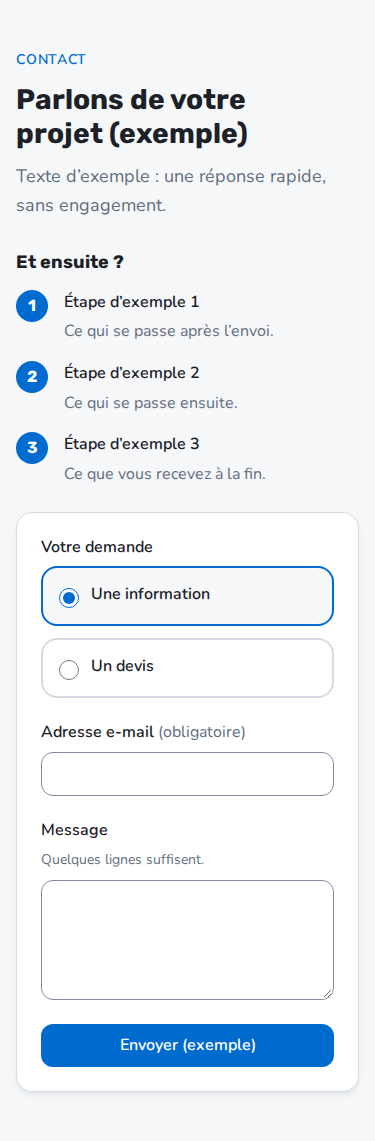 CONTACT
Parlons de votre
projet (exemple)
Texte d’exemple : une réponse rapide,
sans engagement.
Et ensuite ?
1
Étape d’exemple 1
Ce qui se passe après l’envoi.
2
Étape d’exemple 2
Ce qui se passe ensuite.
3
Étape d’exemple 3
Ce que vous recevez à la fin.
Votre demande
Une information
Un devis
Adresse e-mail (obligatoire)
Message
Quelques lignes suffisent.
Envoyer (exemple)